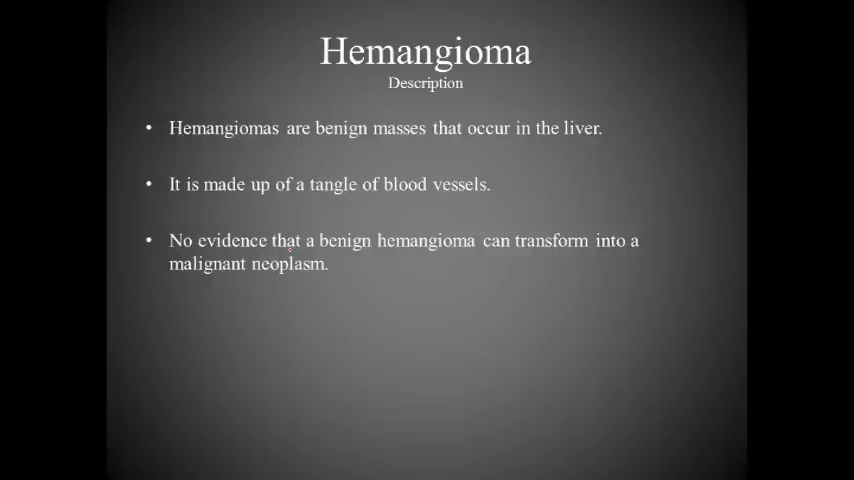 Hemangioma
Description
• Hemangiomas are benign masses that occur in the liver.
• It is made up of a tangle of blood vessels.
• No evidence that a benign hemangioma can transform into a
malignant neoplasm.